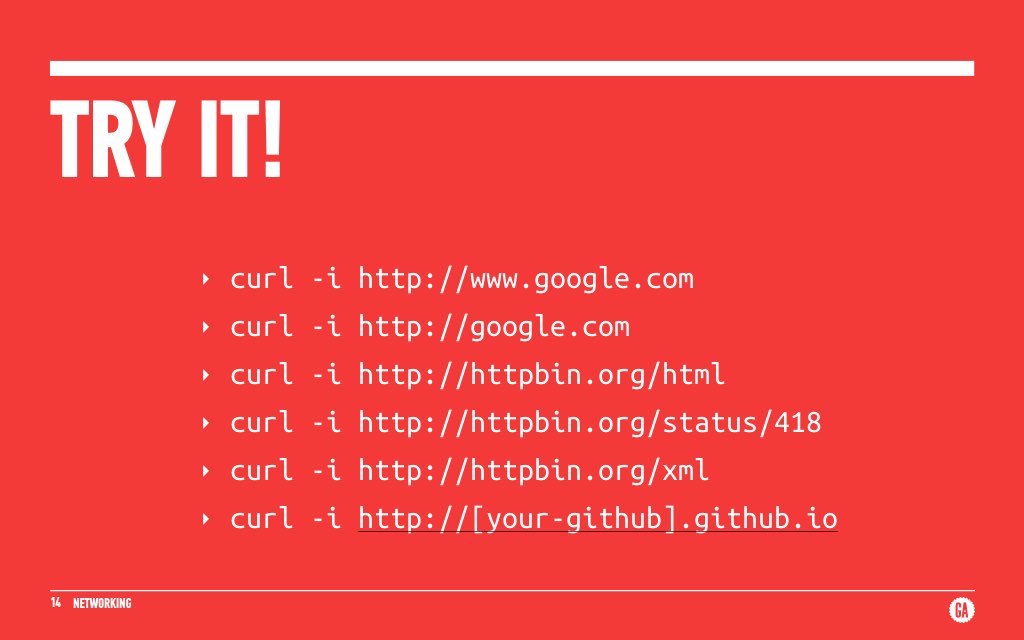 TRY IT!
‣ curl -i http://www.google.com
‣ curl -i http://google.com
‣ curl -i http://httpbin.org/html
‣ curl -i http://httpbin.org/status/418
‣ curl -i http://httpbin.org/xml
‣ curl -i http://[your-github].github.io
14 NETWORKING
GA